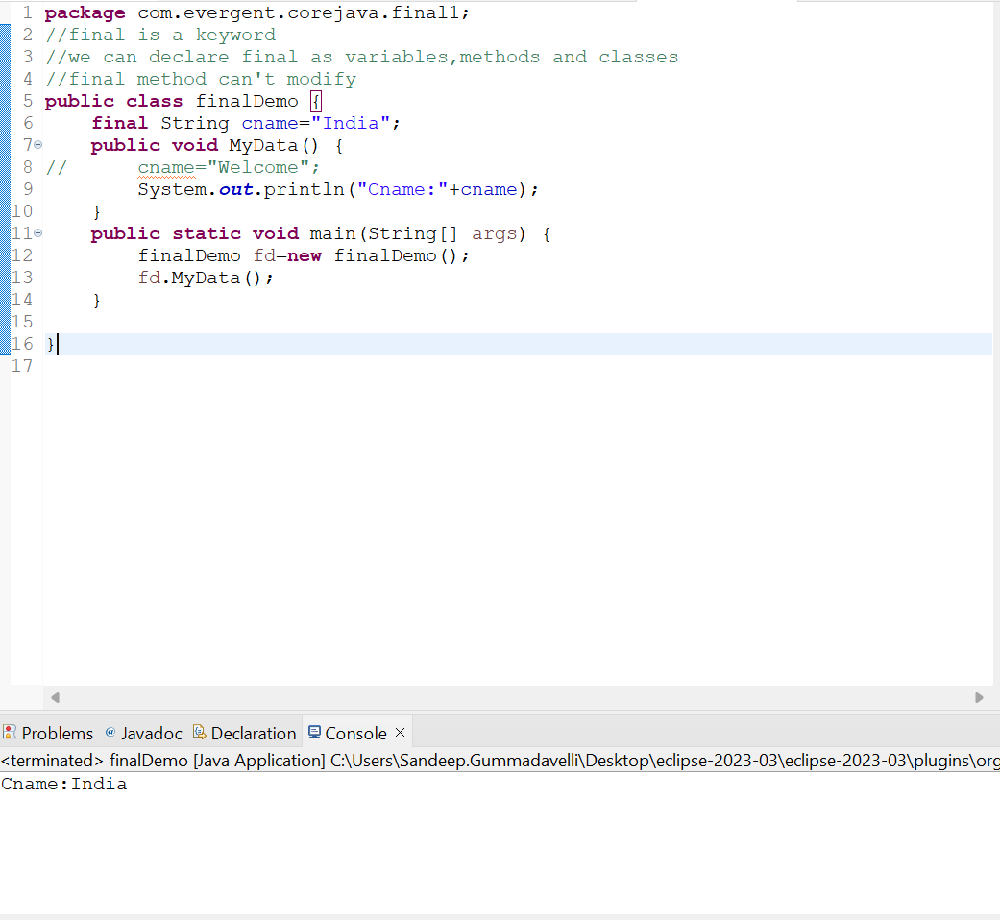 1 package com.evergent.corejava.final1;
2 //final is a keyword
3 //we can declare final as variables,methods and classes
4 //final method can't modify
5 public class finalDemo {
6     final String cname="India";
7     public void MyData() {
8 //      cname="Welcome";
9         System.out.println("Cname:"+cname);
10     }
11     public static void main(String[] args) {
12         finalDemo fd=new finalDemo();
13         fd.MyData();
14     }
15
16 }
17
Problems @ Javadoc Declaration Console ×
<terminated> finalDemo [Java Application] C:\Users\Sandeep.Gummadavelli\Desktop\eclipse-2023-03\eclipse-2023-03\plugins\org
Cname:India